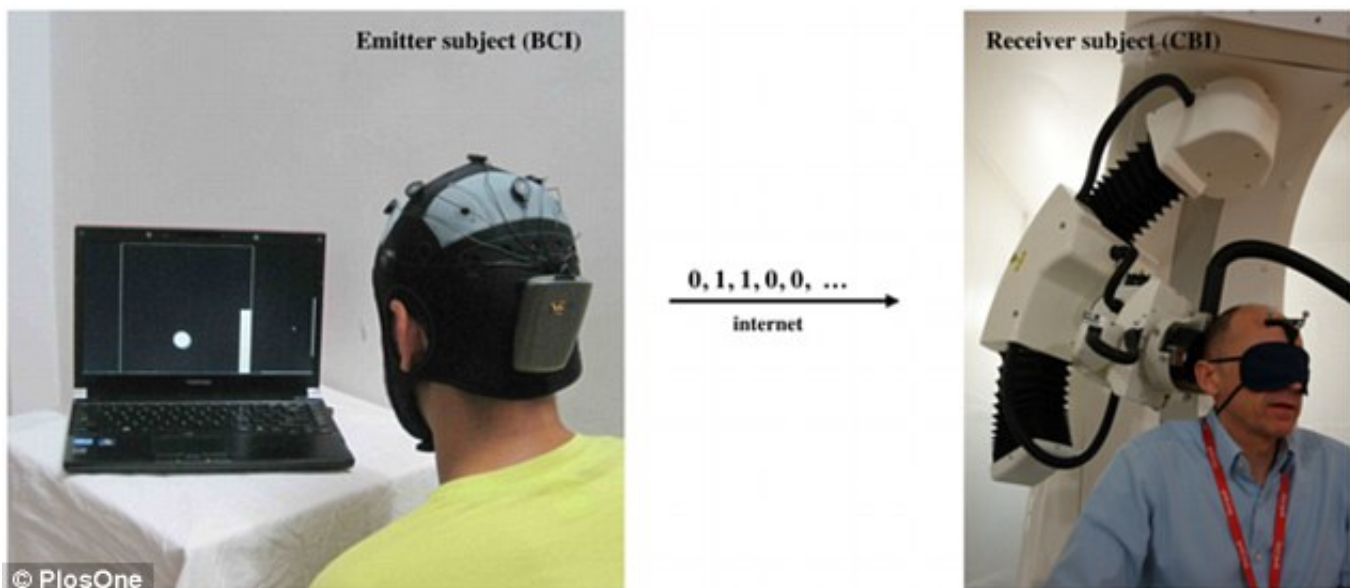 Emitter subject (BCI)
Receiver subject (CBI)
0, 1, 1, 0, 0, ...
internet
© PlosOne